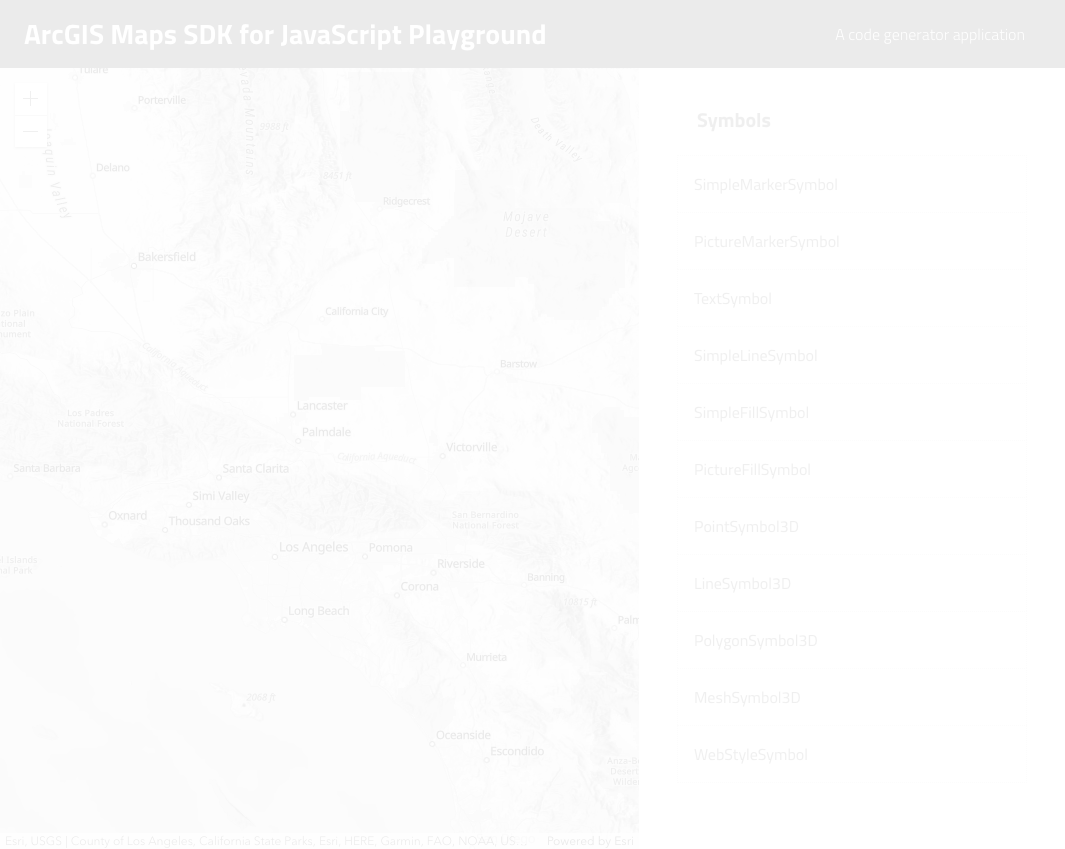 ArcGIS Maps SDK for JavaScript Playground
A code generator application
Tulare
Porterville
Delano
Ridgecrest
Mojave
Desert
Death Valley
Bakersfield
California City
Barstow
Lancaster
Palmdale
Los Padres
National Forest
Victorville
California Aqueduct
Santa Barbara
Santa Clarita
Simi Valley
Oxnard
Thousand Oaks
San Bernardino
National Forest
Los Angeles
Pomona
Riverside
Banning
Corona
Long Beach
Murrieta
Oceanside
Escondido
Esri, USGS | County of Los Angeles, California State Parks, Esri, HERE, Garmin, FAO, NOAA, US...
Powered by Esri
Symbols
SimpleMarkerSymbol
PictureMarkerSymbol
TextSymbol
SimpleLineSymbol
SimpleFillSymbol
PictureFillSymbol
PointSymbol3D
LineSymbol3D
PolygonSymbol3D
MeshSymbol3D
WebStyleSymbol